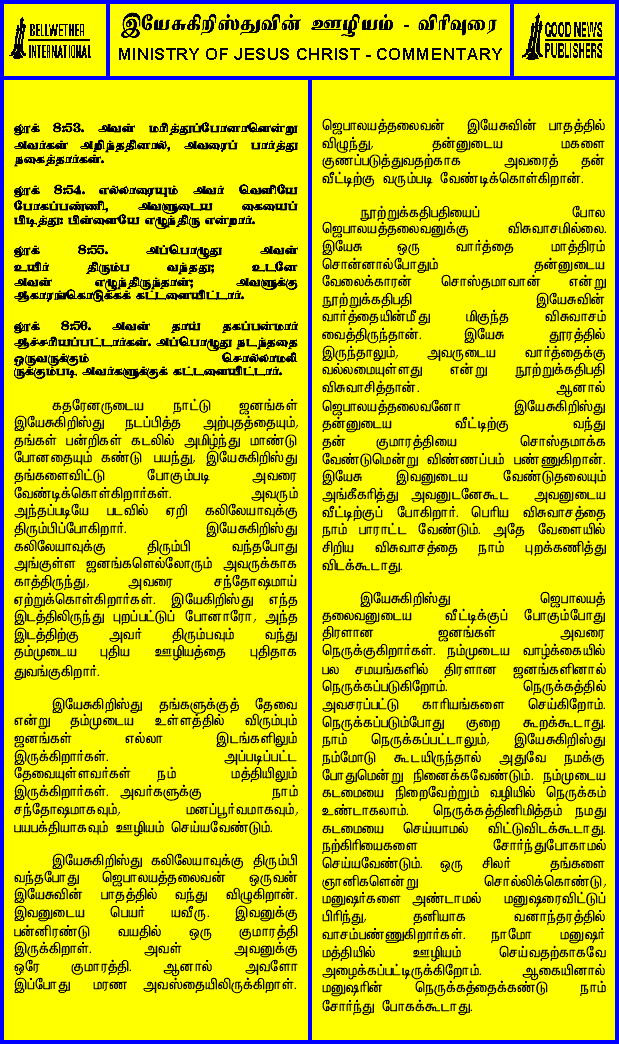 BELLWETHER
INTERNATIONAL
இயேசுகிறிஸ்துவின் ஊழியம் - விரிவுரை
MINISTRY OF JESUS CHRIST - COMMENTARY
GOOD NEWS
PUBLISHERS
லூக் 8:53. அவள் மரித்துப்போனாளென்று
அவர்கள் அறிந்ததினால், அவரைப் பார்த்து
நகைத்தார்கள்.
லூக் 8:54. எல்லாரையும் அவர் வெளியே
போகப்பண்ணி, அவளுடைய கையைப்
பிடித்து: பிள்ளையே எழுந்திரு என்றார்.
லூக் 8:55. அப்பொழுது அவள்
உயிர் திரும்ப வந்தது; உடனே
அவள் எழுந்திருந்தாள்; அவளுக்கு
ஆகாரங்கொடுக்கக் கட்டளையிட்டார்.
லூக் 8:56. அவள் தாய் தகப்பன்மார்
ஆச்சரியப்பட்டார்கள். அப்பொழுது நடந்ததை
ஒருவருக்கும் சொல்லாமலி
ருக்கும்படி அவர்களுக்குக் கட்டளையிட்டார்.
கதரேனருடைய நாட்டு ஜனங்கள்
இயேசுகிறிஸ்து நடப்பித்த அற்புதத்தையும்,
தங்கள் பன்றிகள் கடலில் அமிழ்ந்து மாண்டு
போனதையும் கண்டு பயந்து, இயேசுகிறிஸ்து
தங்களைவிட்டு போகும்படி அவரை
வேண்டிக்கொள்கிறார்கள். அவரும்
அந்தப்படியே படவில் ஏறி கலிலேயாவுக்கு
திரும்பிப்போகிறார். இயேசுகிறிஸ்து
கலிலேயாவுக்கு திரும்பி வந்தபோது
அங்குள்ள ஜனங்களெல்லோரும் அவருக்காக
காத்திருந்து, அவரை சந்தோஷமாய்
ஏற்றுக்கொள்கிறார்கள். இயேகிறிஸ்து எந்த
இடத்திலிருந்து புறப்பட்டுப் போனாரோ, அந்த
இடத்திற்கு அவர் திரும்பவும் வந்து
தம்முடைய புதிய ஊழியத்தை புதிதாக
துவங்குகிறார்.
இயேசுகிறிஸ்து தங்களுக்குத் தேவை
என்று தம்முடைய உள்ளத்தில் விரும்பும்
ஜனங்கள் எல்லா இடங்களிலும்
இருக்கிறார்கள். அப்படிப்பட்ட
தேவையுள்ளவர்கள் நம் மத்தியிலும்
இருக்கிறார்கள். அவர்களுக்கு நாம்
சந்தோஷமாகவும், மனப்பூர்வமாகவும்,
பயபக்தியாகவும் ஊழியம் செய்யவேண்டும்.
இயேசுகிறிஸ்து கலிலேயாவுக்கு திரும்பி
வந்தபோது ஜெபாலயத்தலைவன் ஒருவன்
இயேசுவின் பாதத்தில் வந்து விழுகிறான்.
இவனுடைய பெயர் யவீரு. இவனுக்கு
பன்னிரண்டு வயதில் ஒரு குமாரத்தி
இருக்கிறாள். அவள் அவனுக்கு
ஒரே குமாரத்தி. ஆனால் அவளோ
இப்போது மரண அவஸ்தையிலிருக்கிறாள்.
ஜெபாலயத்தலைவன் இயேசுவின் பாதத்தில்
விழுந்து, தன்னுடைய மகளை
குணப்படுத்துவதற்காக அவரைத் தன்
வீட்டிற்கு வரும்படி வேண்டிக்கொள்கிறான்.
நூற்றுக்கதிபதியைப் போல
ஜெபாலயத்தலைவனுக்கு விசுவாசமில்லை.
இயேசு ஒரு வார்த்தை மாத்திரம்
சொன்னால்போதும் தன்னுடைய
வேலைக்காரன் சொஸ்தமாவான் என்று
நூற்றுக்கதிபதி இயேசுவின்
வார்த்தையின்மீது மிகுந்த விசுவாசம்
வைத்திருந்தான். இயேசு தூரத்தில்
இருந்தாலும், அவருடைய வார்த்தைக்கு
வல்லமையுள்ளது என்று நூற்றுக்கதிபதி
விசுவாசித்தான். ஆனால்
ஜெபாலயத்தலைவனோ இயேசுகிறிஸ்து
தன்னுடைய வீட்டிற்கு வந்து
தன் குமாரத்தியை சொஸ்தமாக்க
வேண்டுமென்று விண்ணப்பம் பண்ணுகிறான்.
இயேசு இவனுடைய வேண்டுதலையும்
அங்கீகரித்து அவனுடனேகூட அவனுடைய
வீட்டிற்குப் போகிறார். பெரிய விசுவாசத்தை
நாம் பாராட்ட வேண்டும். அதே வேளையில்
சிறிய விசுவாசத்தை நாம் புறக்கணித்து
விடக்கூடாது.
இயேசுகிறிஸ்து ஜெபாலயத்
தலைவனுடைய வீட்டிக்குப் போகும்போது
திரளான ஜனங்கள் அவரை
நெருக்குகிறார்கள். நம்முடைய வாழ்க்கையில்
பல சமயங்களில் திரளான ஜனங்களினால்
நெருக்கப்படுகிறோம். நெருக்கத்தில்
அவசரப்பட்டு காரியங்களை செய்கிறோம்.
நெருக்கப்படும்போது குறை கூறக்கூடாது.
நாம் நெருக்கப்பட்டாலும், இயேசுகிறிஸ்து
நம்மோடு கூடயிருந்தால் அதுவே நமக்கு
போதுமென்று நினைக்கவேண்டும். நம்முடைய
கடமையை நிறைவேற்றும் வழியில் நெருக்கம்
உண்டாகலாம். நெருக்கத்தினிமித்தம் நமது
கடமையை செய்யாமல் விட்டுவிடக்கூடாது.
நற்கிரியைகளை சோர்ந்துபோகாமல்
செய்யவேண்டும். ஒரு சிலர் தங்களை
ஞானிகளென்று சொல்லிக்கொண்டு,
மனுஷர்களை அண்டாமல் மனுஷரைவிட்டுப்
பிரிந்து, தனியாக வனாந்தரத்தில்
வாசம்பண்ணுகிறார்கள். நாமோ மனுஷர்
மத்தியில் ஊழியம் செய்வதற்காகவே
அழைக்கப்பட்டிருக்கிறோம். ஆகையினால்
மனுஷரின் நெருக்கத்தைக்கண்டு நாம்
சோர்ந்து போகக்கூடாது.